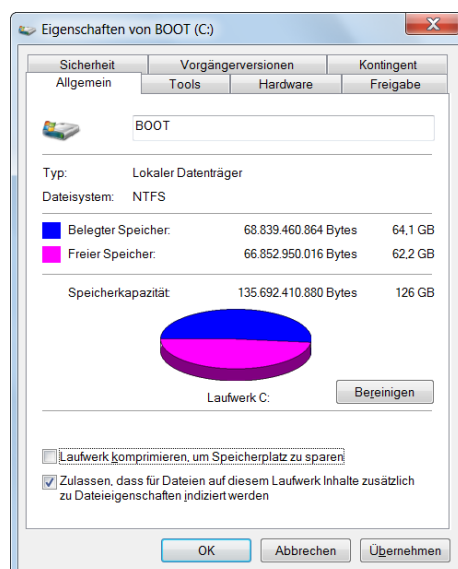 Eigenschaften von BOOT (C:)
Sicherheit Vorgängerversionen Kontingent
Allgemein Tools Hardware Freigabe
BOOT
Typ: Lokaler Datenträger
Dateisystem: NTFS
Belegter Speicher: 68.839.460.864 Bytes 64,1 GB
Freier Speicher: 66.852.950.016 Bytes 62,2 GB
Speicherkapazität: 135.692.410.880 Bytes 126 GB
Laufwerk C:
Bereinigen
Laufwerk komprimieren, um Speicherplatz zu sparen
Zulassen, dass für Dateien auf diesem Laufwerk Inhalte zusätzlich
zu Dateieigenschaften indiziert werden
OK Abbrechen Übernehmen